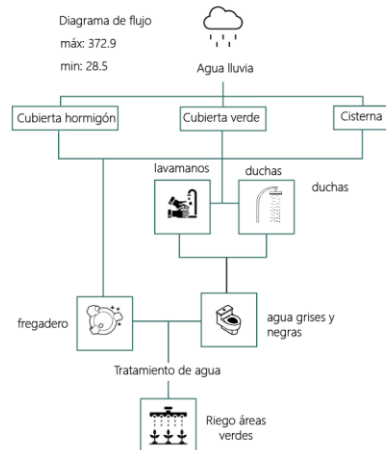 Diagrama de flujo
máx: 372.9
min: 28.5
Agua lluvia
Cubierta hormigón
Cubierta verde
Cisterna
lavamanos
duchas
duchas
fregadero
agua grises y
negras
Tratamiento de agua
Riego áreas
verdes